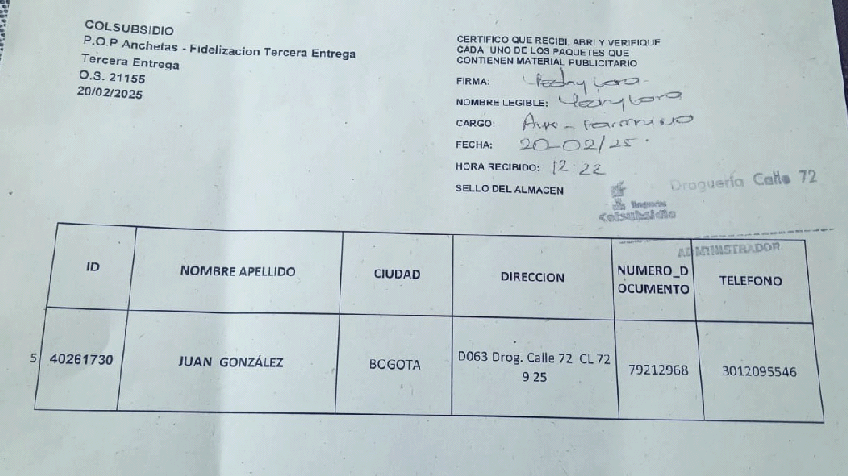 COLSUBSIDIO
P.O.P Anchetas - Fidelizacion Tercera Entrega
Tercera Entrega
O.S. 21155
20/02/2025
CERTIFICO QUE RECIBI, ABRI Y VERIFIQUE
CADA UNO DE LOS PAQUETES QUE
CONTIENEN MATERIAL PUBLICITARIO
FIRMA:
NOMBRE LEGIBLE:
CARGO:
FECHA: 20-02/25.
HORA RECIBIDO: 12 22
SELLO DEL ALMACEN
Droguería Calle 72
Colsubsidio
ADMINISTRADOR
ID NOMBRE APELLIDO CIUDAD DIRECCION NUMERO_D OCUMENTO TELEFONO
5 40261730 JUAN GONZÁLEZ BOGOTA D063 Drog. Calle 72 CL 72 9 25 79212968 3012095546